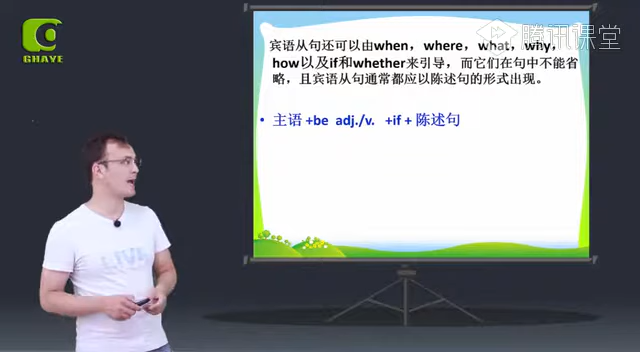 GHAYE
腾讯课堂
宾语从句还可以由when，where，what，why，
how以及if和whether来引导，而它们在句中不能省
略，且宾语从句通常都应以陈述句的形式出现。
• 主语 +be adj./v. +if + 陈述句
LIVE